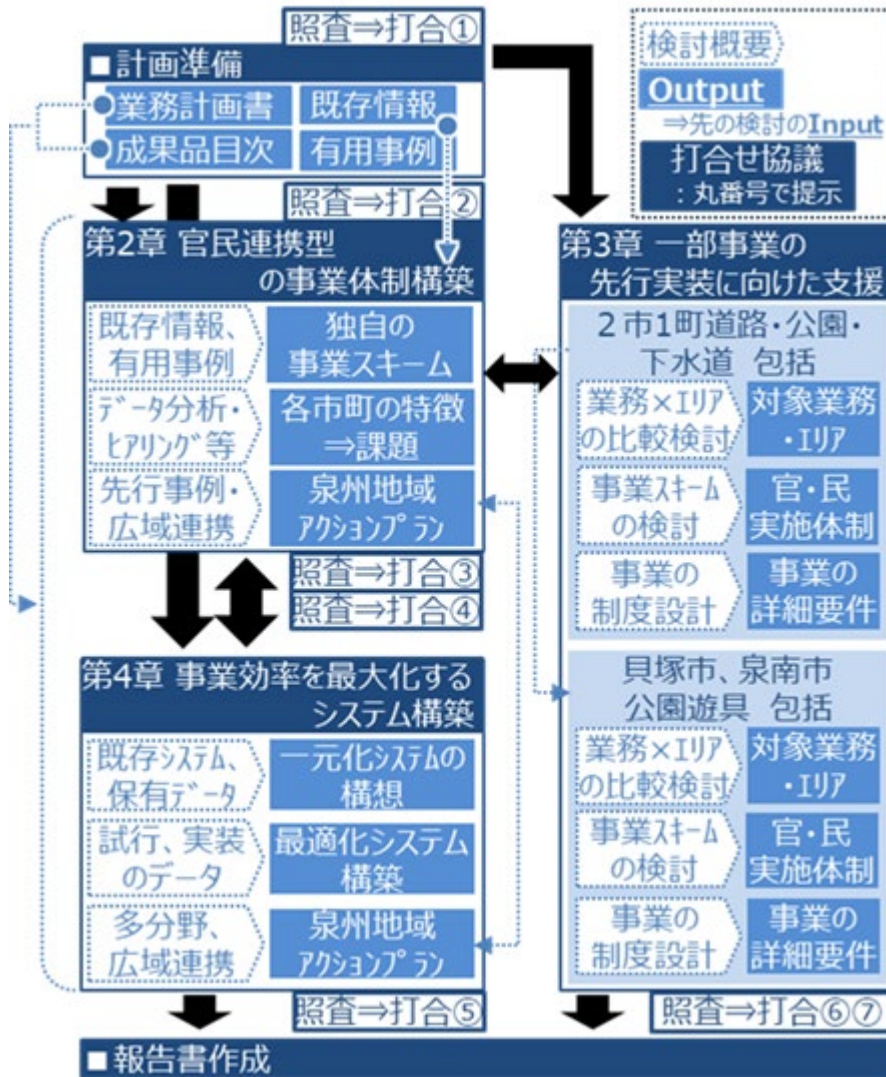 照査⇒打合①
■計画準備
業務計画書
既存情報
成果品目次
有用事例
検討概要
Output
⇒先の検討のInput
打合せ協議
：丸番号で提示
照査⇒打合②
第2章 官民連携型
の事業体制構築
既存情報、
有用事例
独自の
事業スキーム
ﾃﾞｰﾀ分析・
ﾋｱﾘﾝｸﾞ等
各市町の特徴
⇒課題
先行事例・
広域連携
泉州地域
ｱｸｼｮﾝﾌﾟﾗﾝ
照査⇒打合③
照査⇒打合④
第3章 一部事業の
先行実装に向けた支援
２市1町道路・公園・
下水道 包括
業務×ｴﾘｱ
の比較検討
対象業務
・ｴﾘｱ
事業ｽｷｰﾑ
の検討
官・民
実施体制
事業の
制度設計
事業の
詳細要件
貝塚市、泉南市
公園遊具 包括
業務×ｴﾘｱ
の比較検討
対象業務
・ｴﾘｱ
事業ｽｷｰﾑ
の検討
官・民
実施体制
事業の
制度設計
事業の
詳細要件
第4章 事業効率を最大化する
システム構築
既存ｼｽﾃﾑ、
保有ﾃﾞｰﾀ
一元化ｼｽﾃﾑの
構想
試行、実装
のデータ
最適化システム
構築
多分野、
広域連携
泉州地域
ｱｸｼｮﾝﾌﾟﾗﾝ
照査⇒打合⑤
照査⇒打合⑥⑦
■報告書作成